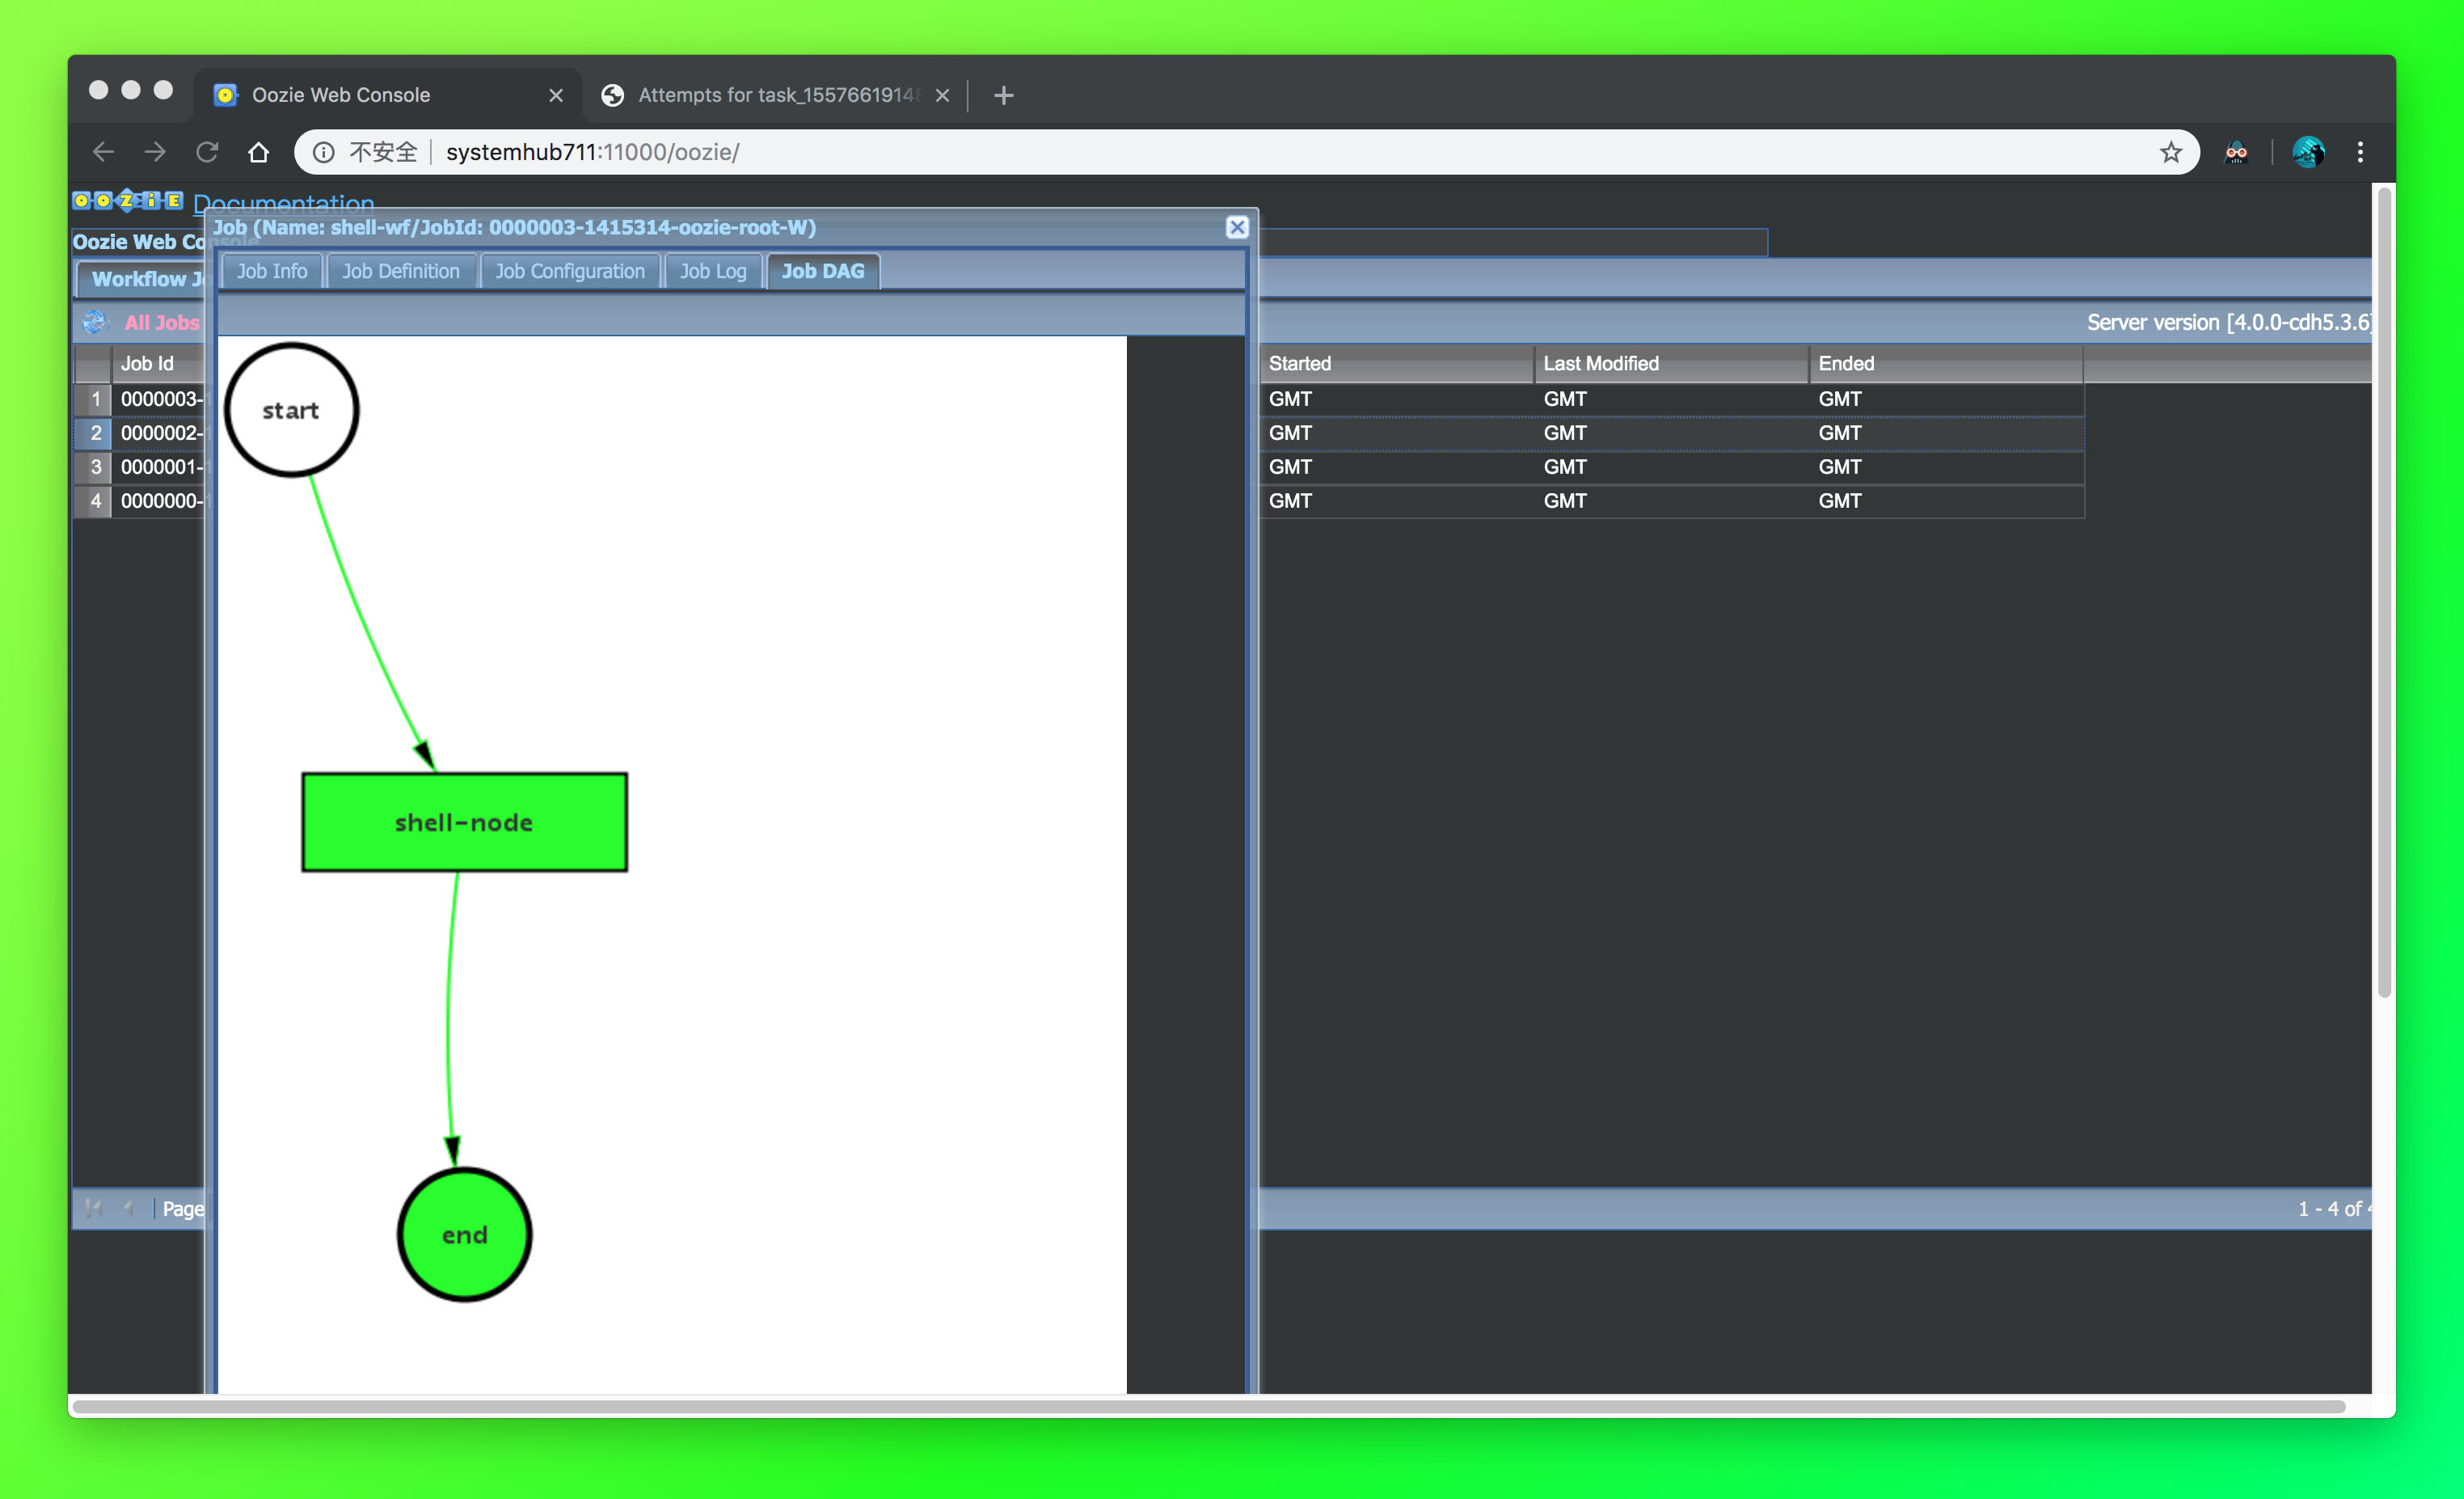 Oozie Web Console
Attempts for task_1557661914
不安全 systemhub711:11000/oozie/
OOZiE Documentation
Job (Name: shell-wf/JobId: 0000003-1415314-oozie-root-W)
Oozie Web Console
Job Info Job Definition Job Configuration Job Log Job DAG
Workflow Jo
All Jobs
Server version [4.0.0-cdh5.3.6]
Job Id Started Last Modified Ended
1 0000003- GMT GMT GMT
2 0000002- GMT GMT GMT
3 0000001- GMT GMT GMT
4 0000000- GMT GMT GMT
start
shell-node
end
Page
1 - 4 of 4